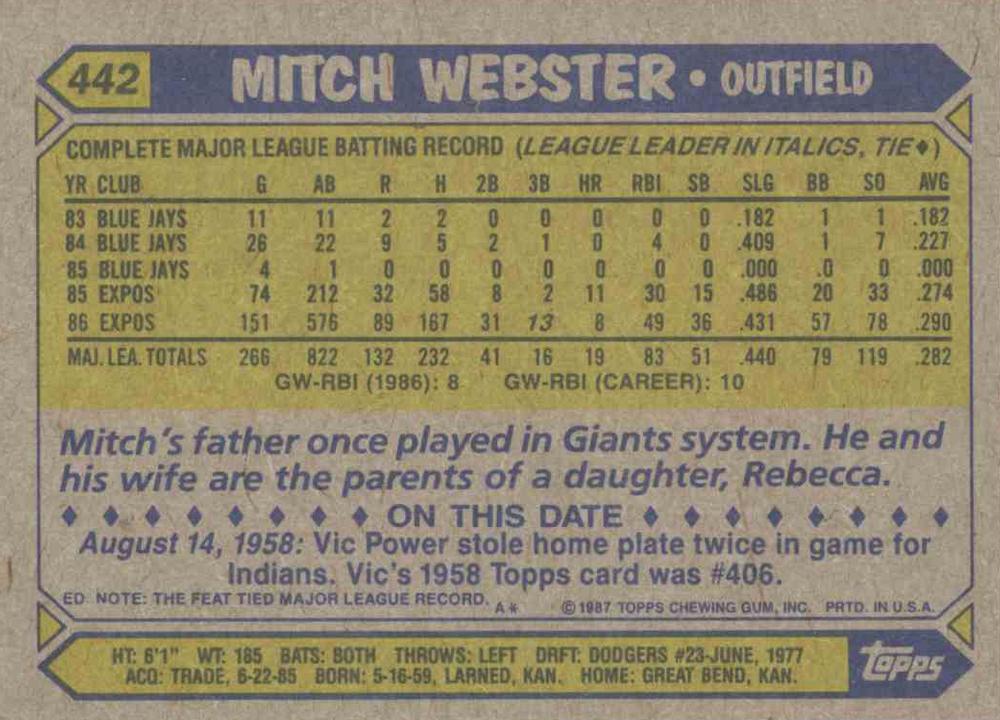 442 MITCH WEBSTER • OUTFIELD
COMPLETE MAJOR LEAGUE BATTING RECORD (LEAGUE LEADER IN ITALICS, TIE♦)
YR CLUB G AB R H 2B 3B HR RBI SB SLG BB SO AVG
83 BLUE JAYS 11 11 2 2 0 0 0 0 0 .182 1 1 .182
84 BLUE JAYS 26 22 9 5 2 1 0 4 0 .409 1 7 .227
85 BLUE JAYS 4 1 0 0 0 0 0 0 0 .000 .0 0 .000
85 EXPOS 74 212 32 58 8 2 11 30 15 .486 20 33 .274
86 EXPOS 151 576 89 167 31 13 8 49 36 .431 57 78 .290
MAJ. LEA. TOTALS 266 822 132 232 41 16 19 83 51 .440 79 119 .282
GW-RBI (1986): 8 GW-RBI (CAREER): 10
Mitch's father once played in Giants system. He and
his wife are the parents of a daughter, Rebecca.
♦ ♦ ♦ ♦ ♦ ♦ ♦ ♦ ON THIS DATE ♦ ♦ ♦ ♦ ♦ ♦ ♦ ♦
August 14, 1958: Vic Power stole home plate twice in game for
Indians. Vic's 1958 Topps card was #406.
ED. NOTE: THE FEAT TIED MAJOR LEAGUE RECORD. A* © 1987 TOPPS CHEWING GUM, INC. PRTD. IN U.S.A.
HT: 6'1" WT: 185 BATS: BOTH THROWS: LEFT DRFT: DODGERS #23-JUNE, 1977
ACQ: TRADE, 6-22-85 BORN: 5-16-59, LARNED, KAN. HOME: GREAT BEND, KAN.
topps